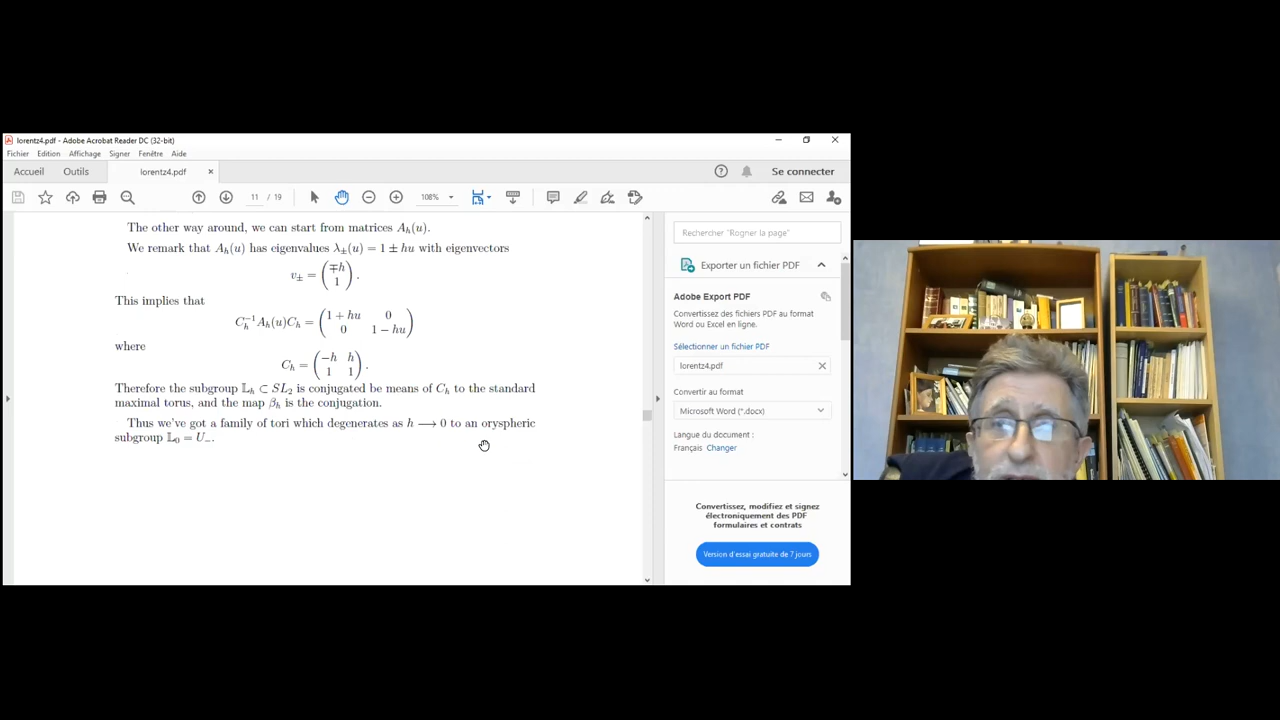 lorentz4.pdf - Adobe Acrobat Reader DC (32-bit)
Fichier Edition Affichage Signer Fenêtre Aide
Accueil Outils lorentz4.pdf × Se connecter
11 / 19 108%
The other way around, we can start from matrices A_h(u).
We remark that A_h(u) has eigenvalues λ_±(u) = 1 ± hu with eigenvectors
v_± = (∓h
1).
This implies that
C_h^{-1}A_h(u)C_h = (1 + hu 0
0 1 − hu)
where
C_h = (−h h
1 1).
Therefore the subgroup 𝕃_h ⊂ SL_2 is conjugated be means of C_h to the standard
maximal torus, and the map β_h is the conjugation.
Thus we've got a family of tori which degenerates as h ⟶ 0 to an oryspheric
subgroup 𝕃_0 = U_−.
Rechercher "Rogner la page"
Exporter un fichier PDF
Adobe Export PDF
Convertissez des fichiers PDF au format
Word ou Excel en ligne.
Sélectionner un fichier PDF
lorentz4.pdf
Convertir au format
Microsoft Word (*.docx)
Langue du document :
Français Changer
Convertissez, modifiez et signez
électroniquement des PDF
formulaires et contrats
Version d'essai gratuite de 7 jours